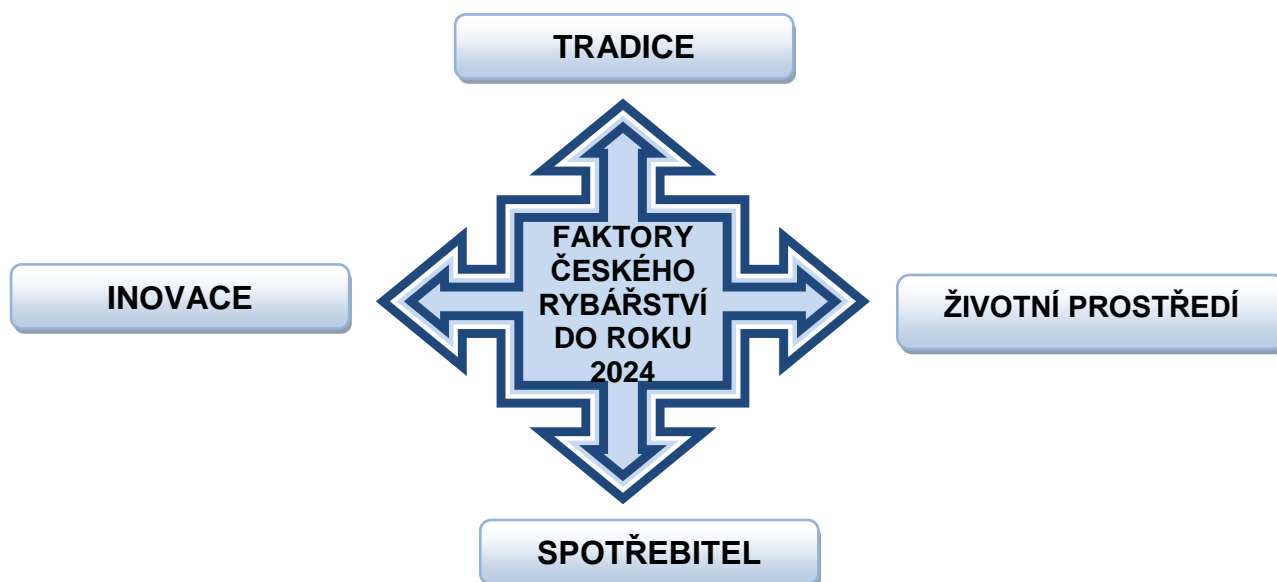 TRADICE
FAKTORY
ČESKÉHO
RYBÁŘSTVÍ
DO ROKU
2024
INOVACE
ŽIVOTNÍ PROSTŘEDÍ
SPOTŘEBITEL